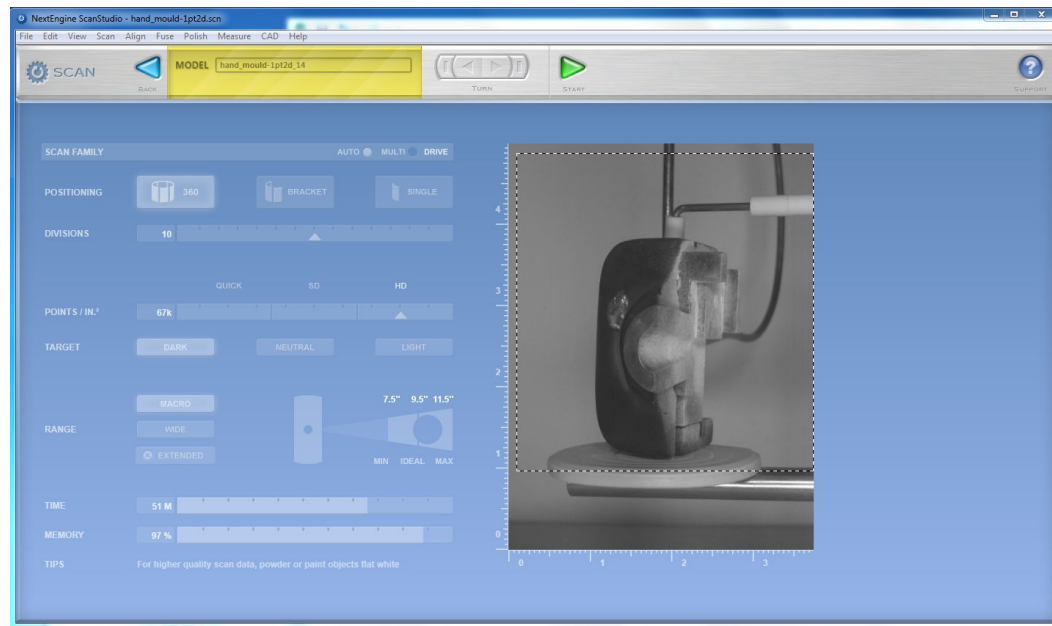 NextEngine ScanStudio - hand_mould-1pt2d.scn
File Edit View Scan Align Fuse Polish Measure CAD Help
SCAN BACK MODEL hand_mould-1pt2d_14 TURN START SUPPORT
SCAN FAMILY AUTO MULTI DRIVE
POSITIONING 360 BRACKET SINGLE
DIVISIONS 10
QUICK SD HD
POINTS / IN.² 67k
TARGET DARK NEUTRAL LIGHT
7.5" 9.5" 11.5"
MACRO
RANGE WIDE
EXTENDED
MIN IDEAL MAX
TIME 51 M
MEMORY 97 %
TIPS For higher quality scan data, powder or paint objects flat white
4
3
2
1
0
0 1 2 3